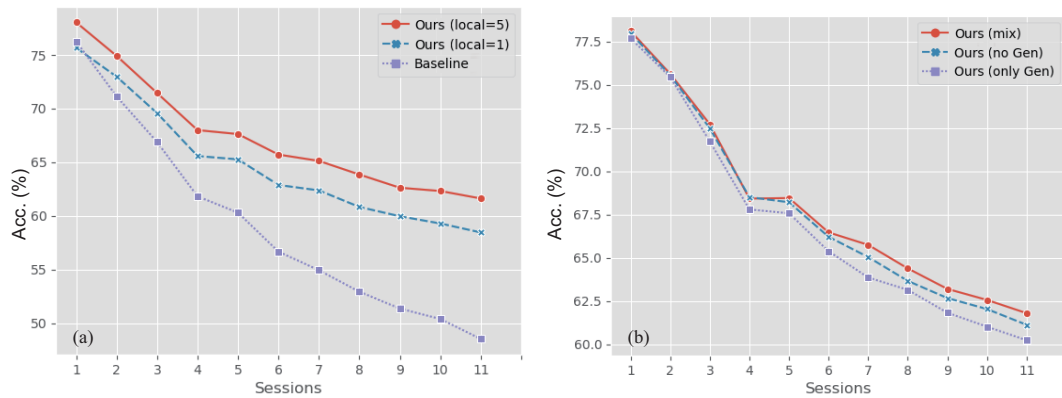 Ours (local=5)
Ours (local=1)
Baseline
Acc. (%)
75
70
65
60
55
50
(a)
1 2 3 4 5 6 7 8 9 10 11
Sessions
Ours (mix)
Ours (no Gen)
Ours (only Gen)
Acc. (%)
77.5
75.0
72.5
70.0
67.5
65.0
62.5
60.0
(b)
1 2 3 4 5 6 7 8 9 10 11
Sessions